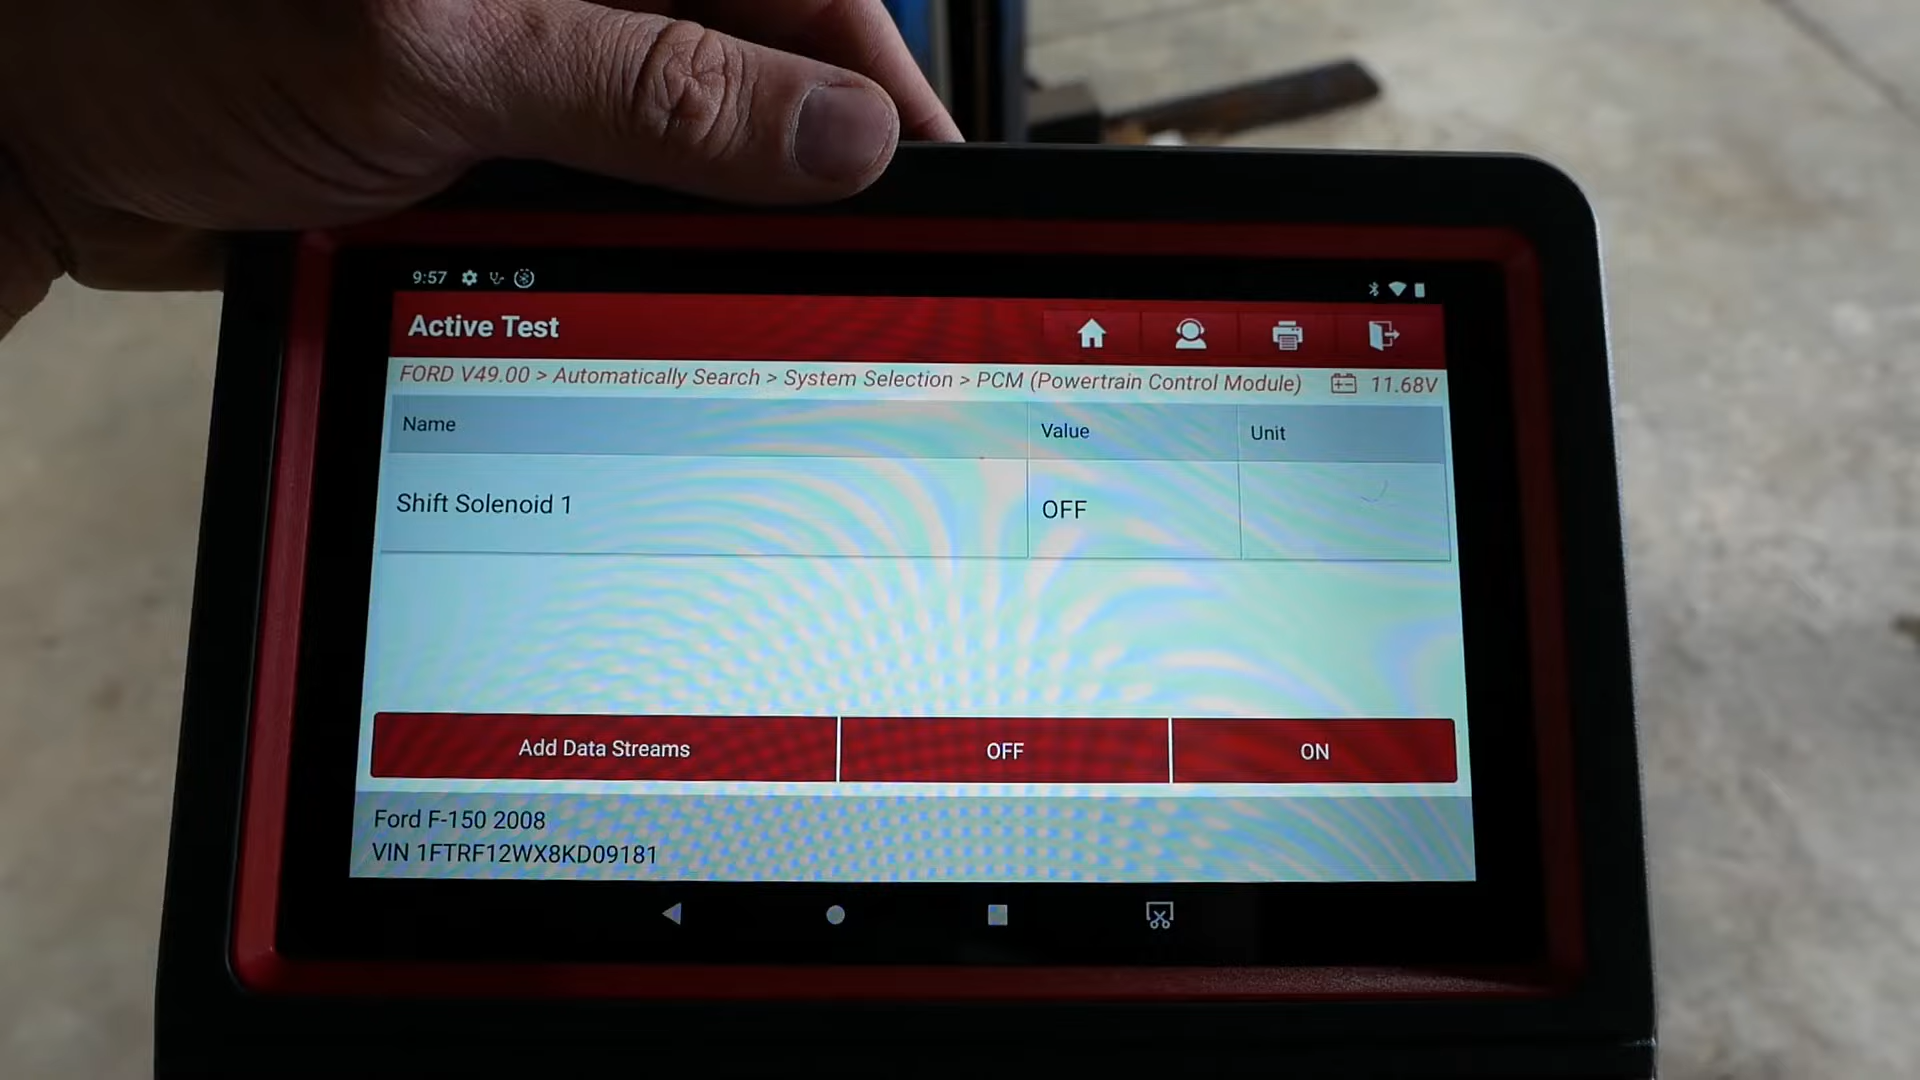 9:57
Active Test
FORD V49.00 > Automatically Search > System Selection > PCM (Powertrain Control Module) 11.68V
Name Value Unit
Shift Solenoid 1 OFF
Add Data Streams OFF ON
Ford F-150 2008
VIN 1FTRF12WX8KD09181